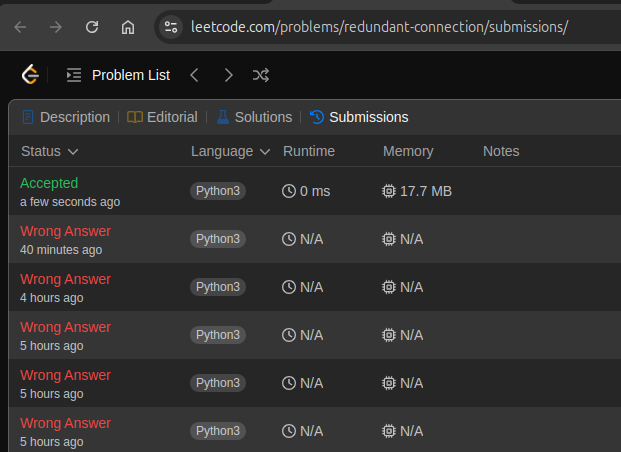 leetcode.com/problems/redundant-connection/submissions/
Problem List
Description Editorial Solutions Submissions
Status Language Runtime Memory Notes
Accepted
a few seconds ago
Python3 0 ms 17.7 MB
Wrong Answer
40 minutes ago
Python3 N/A N/A
Wrong Answer
4 hours ago
Python3 N/A N/A
Wrong Answer
5 hours ago
Python3 N/A N/A
Wrong Answer
5 hours ago
Python3 N/A N/A
Wrong Answer
5 hours ago
Python3 N/A N/A